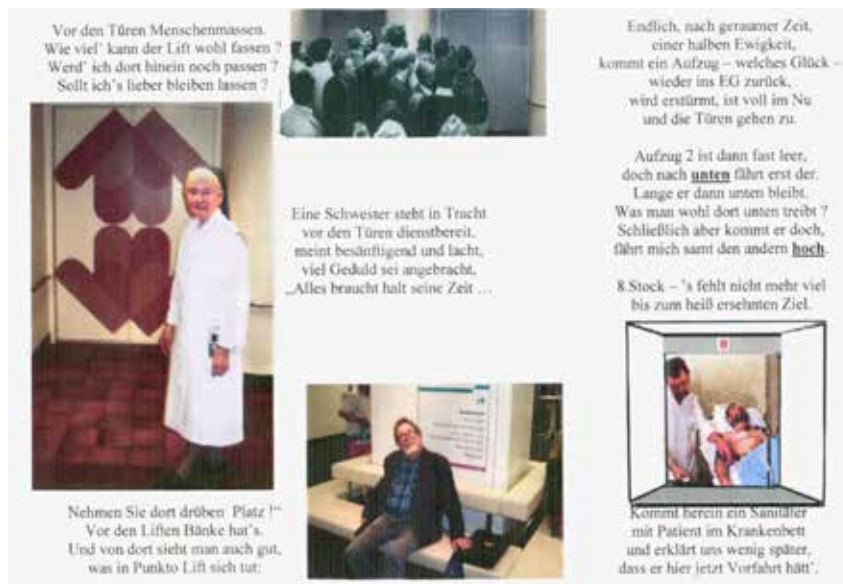 Vor den Türen Menschenmassen.
Wie viel' kann der Lift wohl fassen ?
Werd' ich dort hinein noch passen ?
Sollt ich's lieber bleiben lassen ?
Eine Schwester steht in Tracht
vor den Türen dienstbereit,
meint besänftigend und lacht,
viel Geduld sei angebracht,
„Alles braucht halt seine Zeit …
Nehmen Sie dort drüben Platz !“
Vor den Liften Bänke hat's.
Und von dort sieht man auch gut,
was in Punkto Lift sich tut:
Endlich, nach geraumer Zeit,
einer halben Ewigkeit,
kommt ein Aufzug – welches Glück –
wieder ins EG zurück,
wird erstürmt, ist voll im Nu
und die Türen gehen zu.
Aufzug 2 ist dann fast leer,
doch nach unten fährt erst der.
Lange er dann unten bleibt.
Was man wohl dort unten treibt ?
Schließlich aber kommt er doch,
fährt mich samt den andern hoch.
8.Stock – 's fehlt nicht mehr viel
bis zum heiß ersehnten Ziel.
Kommt herein ein Sanitäter
mit Patient im Krankenbett
und erklärt uns wenig später,
dass er hier jetzt Vorfahrt hätt'.